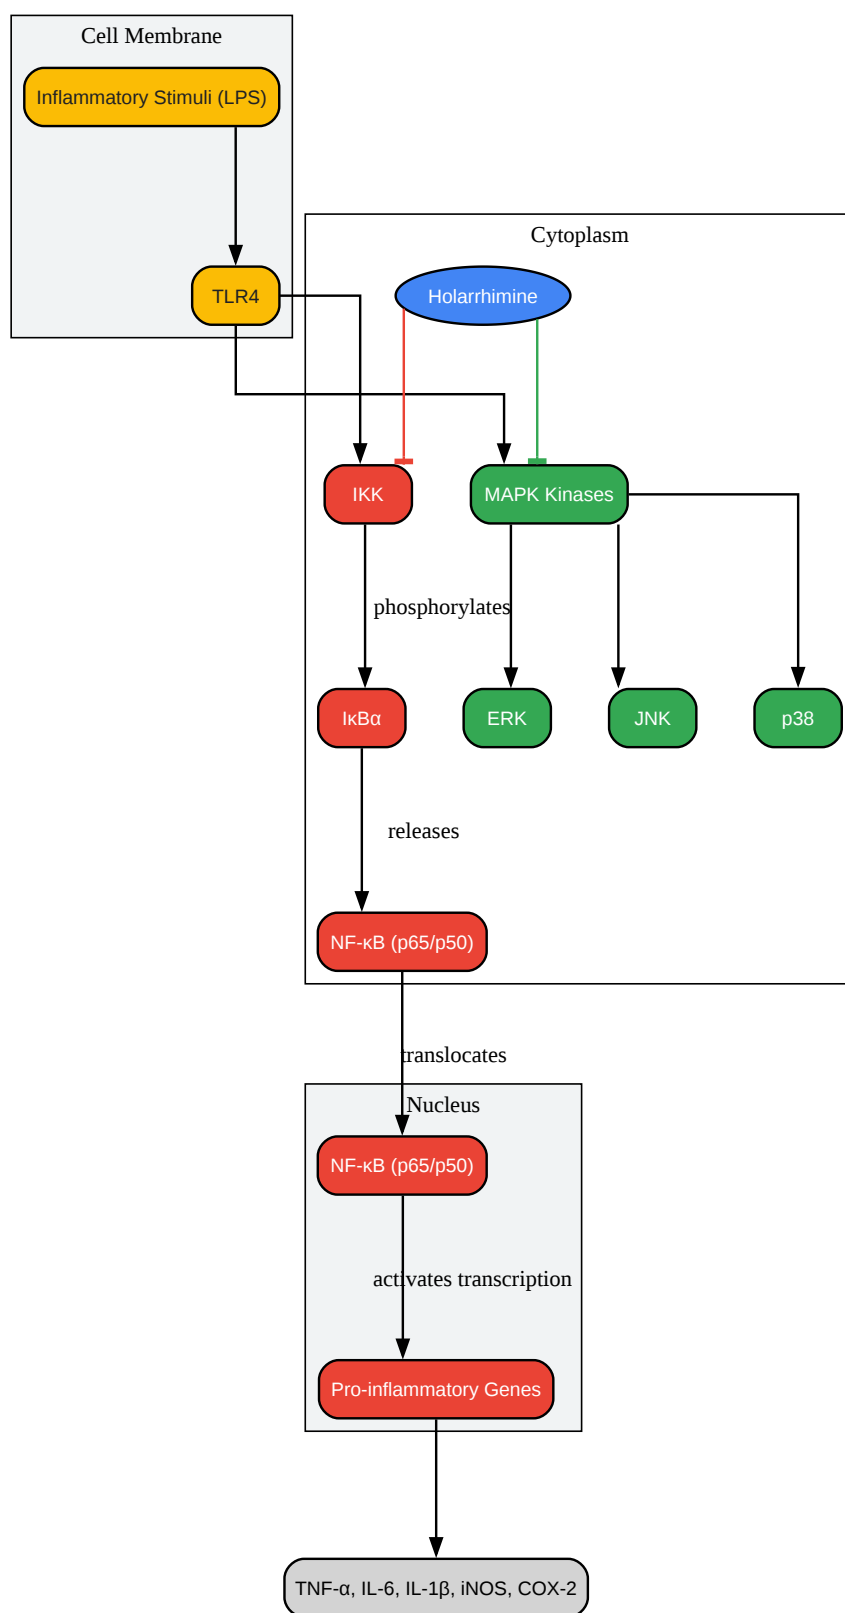 Cell Membrane
Inflammatory Stimuli (LPS)
Cytoplasm
TLR4
Holarrhimine
IKK
MAPK Kinases
phosphorylates
IκBα
ERK
JNK
p38
releases
NF-κB (p65/p50)
translocates
Nucleus
NF-κB (p65/p50)
activates transcription
Pro-inflammatory Genes
TNF-α, IL-6, IL-1β, iNOS, COX-2